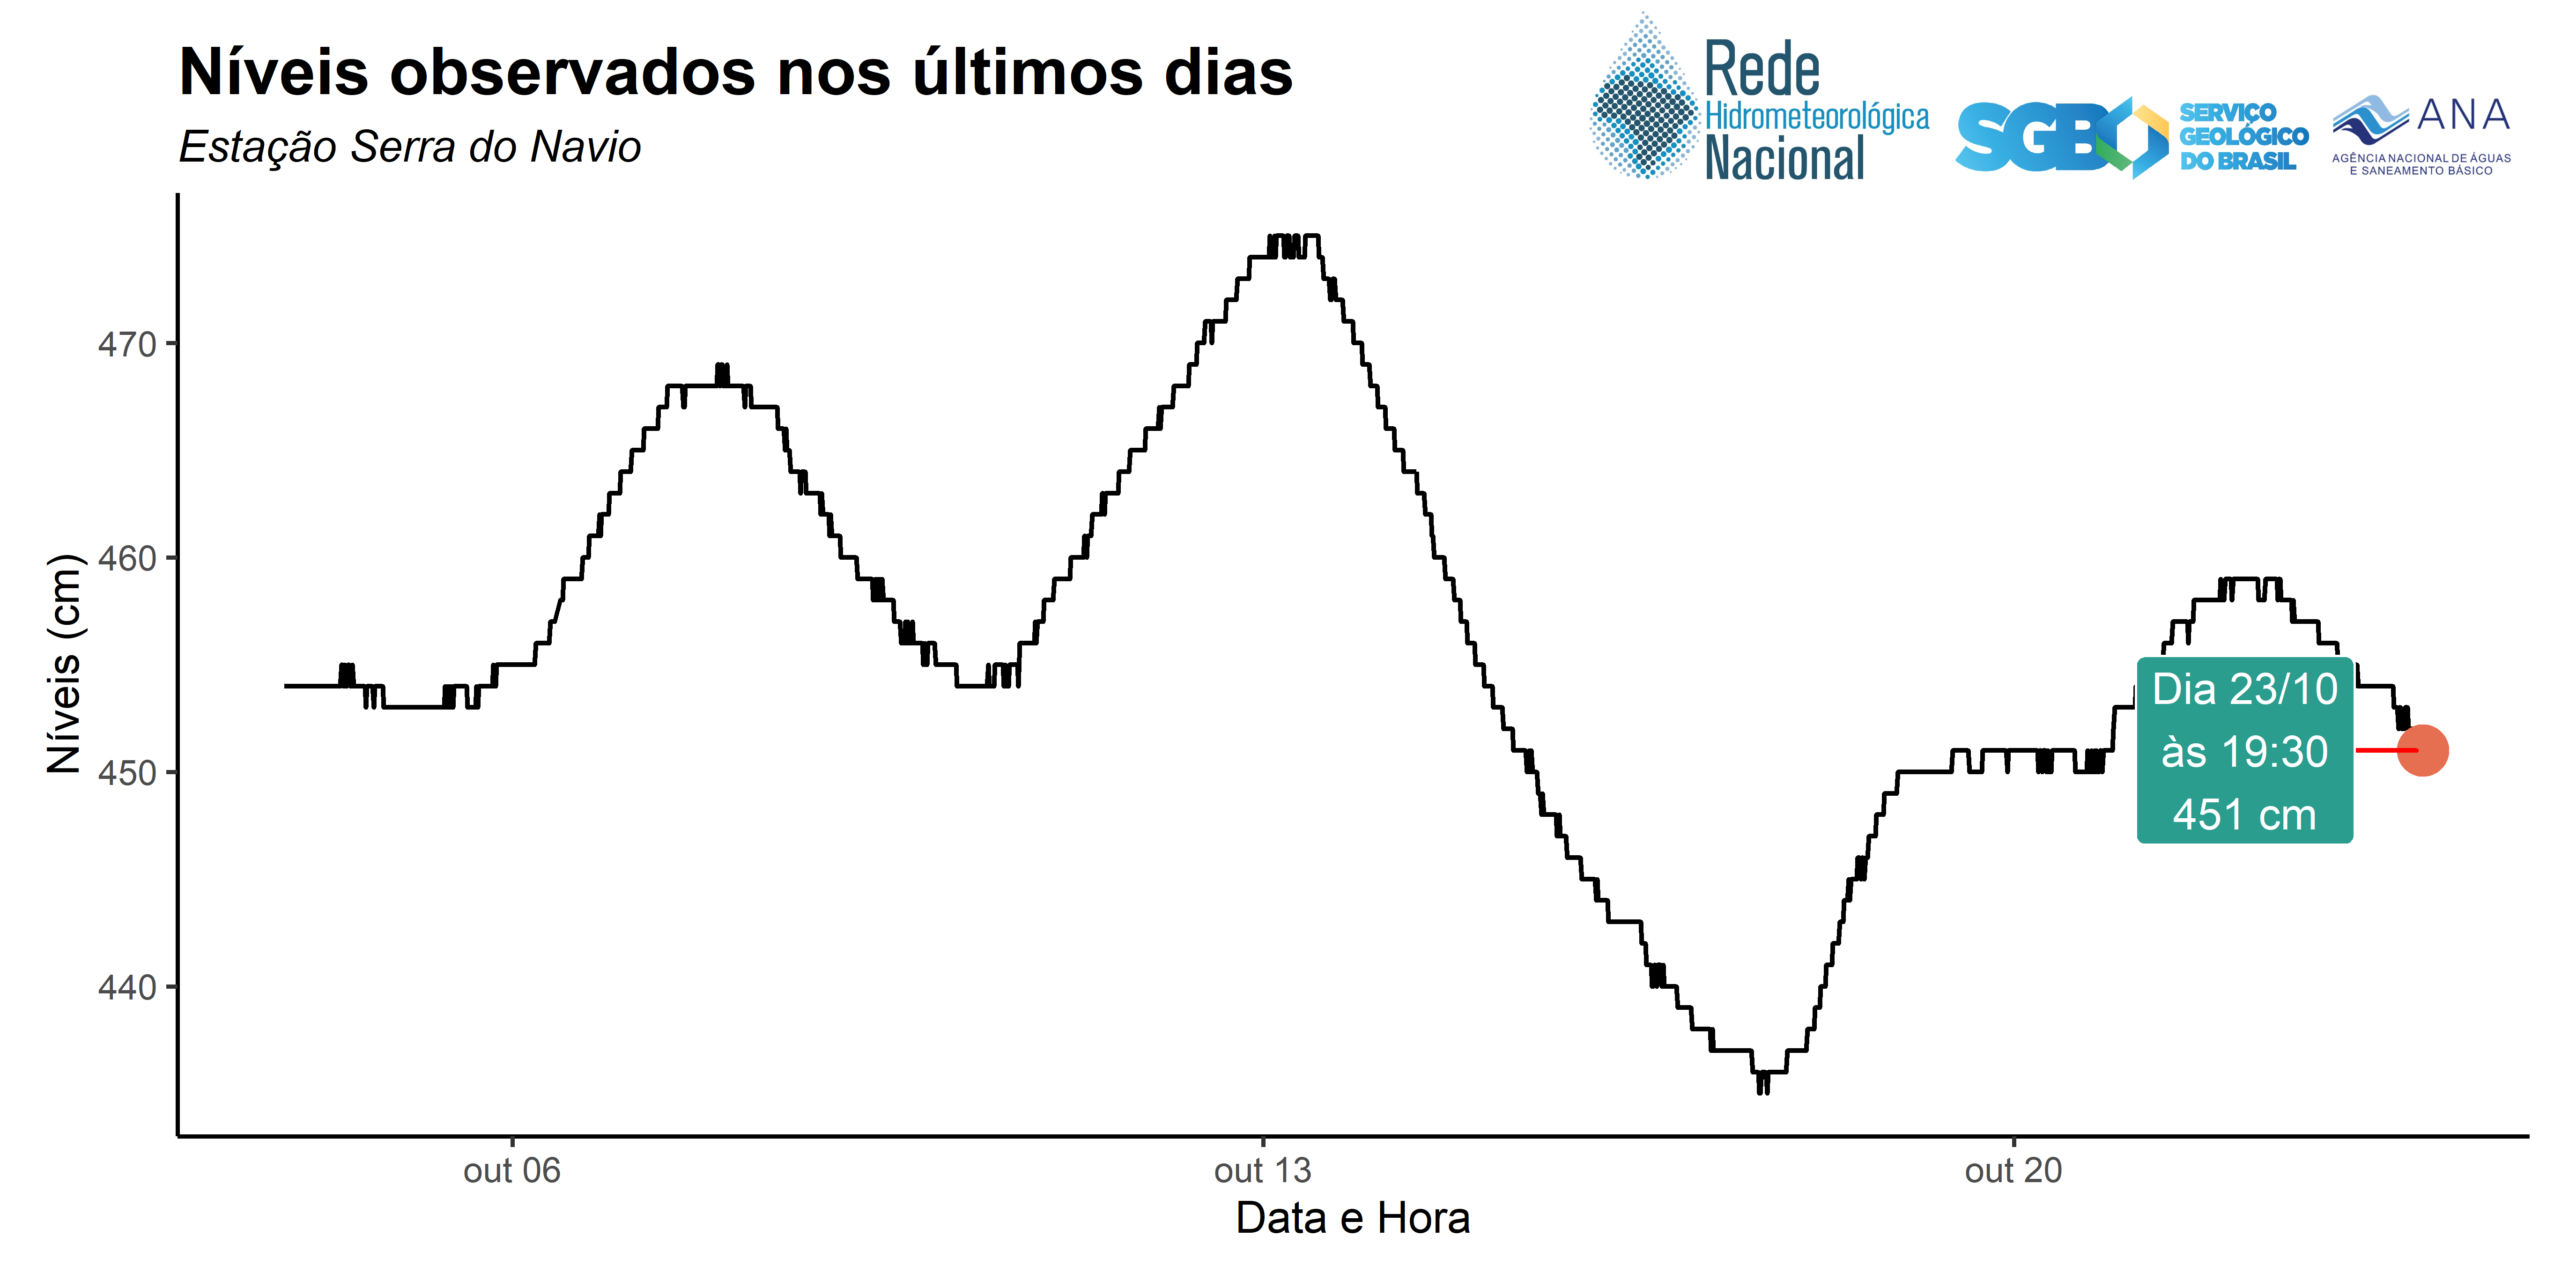 Níveis observados nos últimos dias
Estação Serra do Navio
Rede
Hidrometeorológica
Nacional
SGB
SERVIÇO
GEOLÓGICO
DO BRASIL
ANA
AGÊNCIA NACIONAL DE ÁGUAS
E SANEAMENTO BÁSICO
Níveis (cm)
470
460
450
440
Dia 23/10
às 19:30
451 cm
out 06
out 13
out 20
Data e Hora